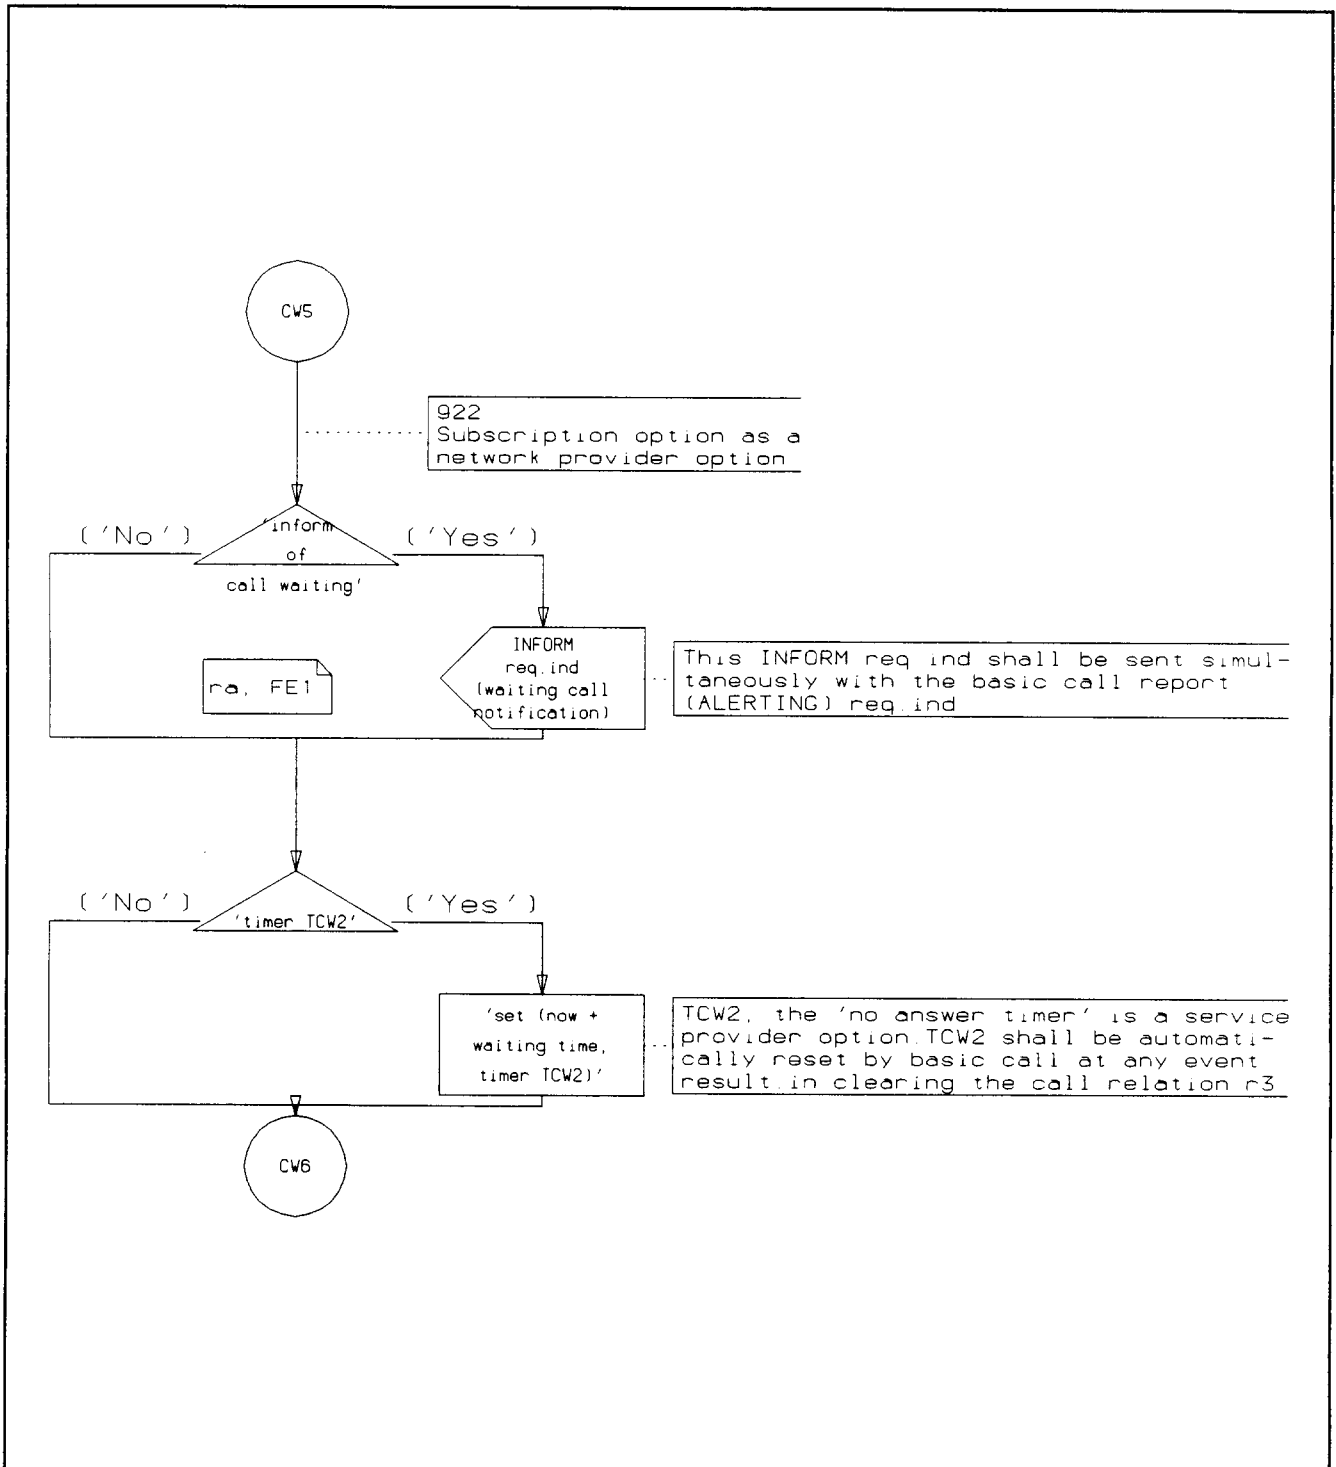 CW5
922
Subscription option as a
network provider option
('No')
'inform
of
call waiting'
('Yes')
INFORM
req.ind
(waiting call
notification)
This INFORM req ind shall be sent simul-
taneously with the basic call report
(ALERTING) req.ind
ra, FE1
('No')
'timer TCW2'
('Yes')
'set (now +
waiting time,
timer TCW2)'
TCW2, the 'no answer timer' is a service
provider option.TCW2 shall be automati-
cally reset by basic call at any event
result.in clearing the call relation r3
CW6